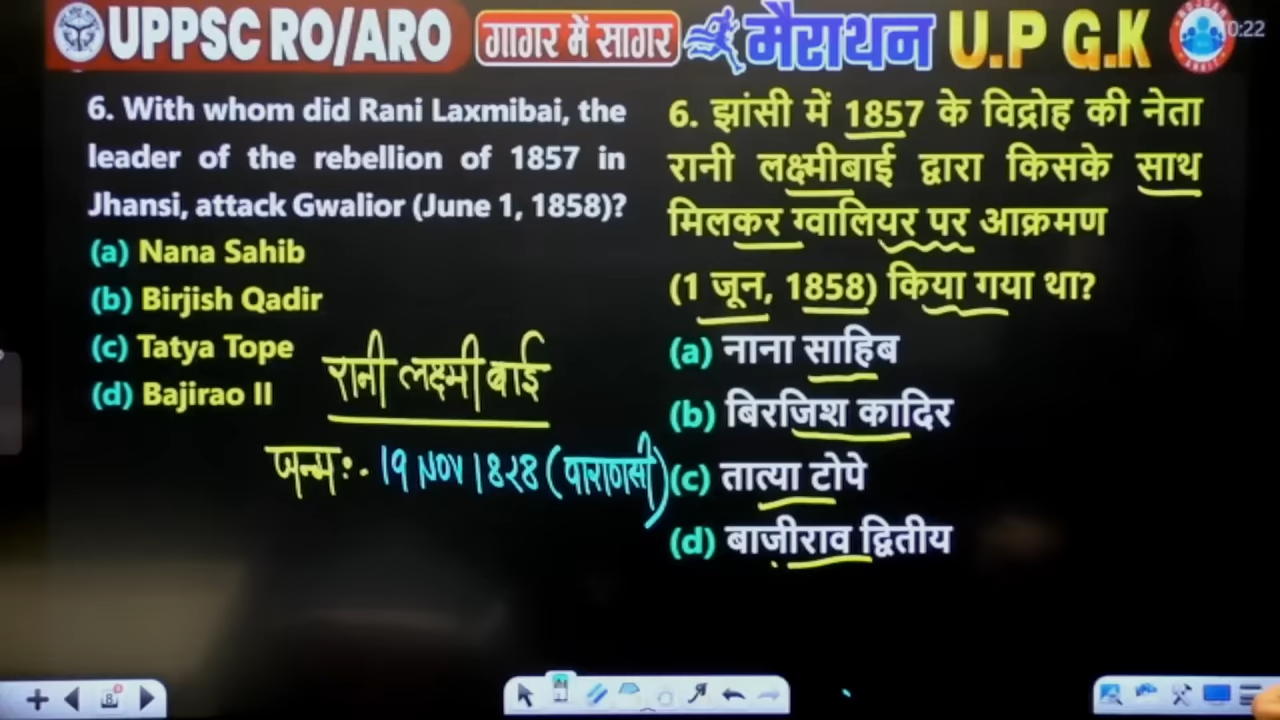 UPPSC RO/ARO गागर में सागर मैराथन U.P G.K
0:22
6. With whom did Rani Laxmibai, the
leader of the rebellion of 1857 in
Jhansi, attack Gwalior (June 1, 1858)?
(a) Nana Sahib
(b) Birjish Qadir
(c) Tatya Tope
(d) Bajirao II
रानी लक्ष्मी बाई
जन्म:- 19 Nov 1828 (वाराणसी)
6. झांसी में 1857 के विद्रोह की नेता
रानी लक्ष्मीबाई द्वारा किसके साथ
मिलकर ग्वालियर पर आक्रमण
(1 जून, 1858) किया गया था?
(a) नाना साहिब
(b) बिरजिश कादिर
(c) तात्या टोपे
(d) बाजीराव द्वितीय
8